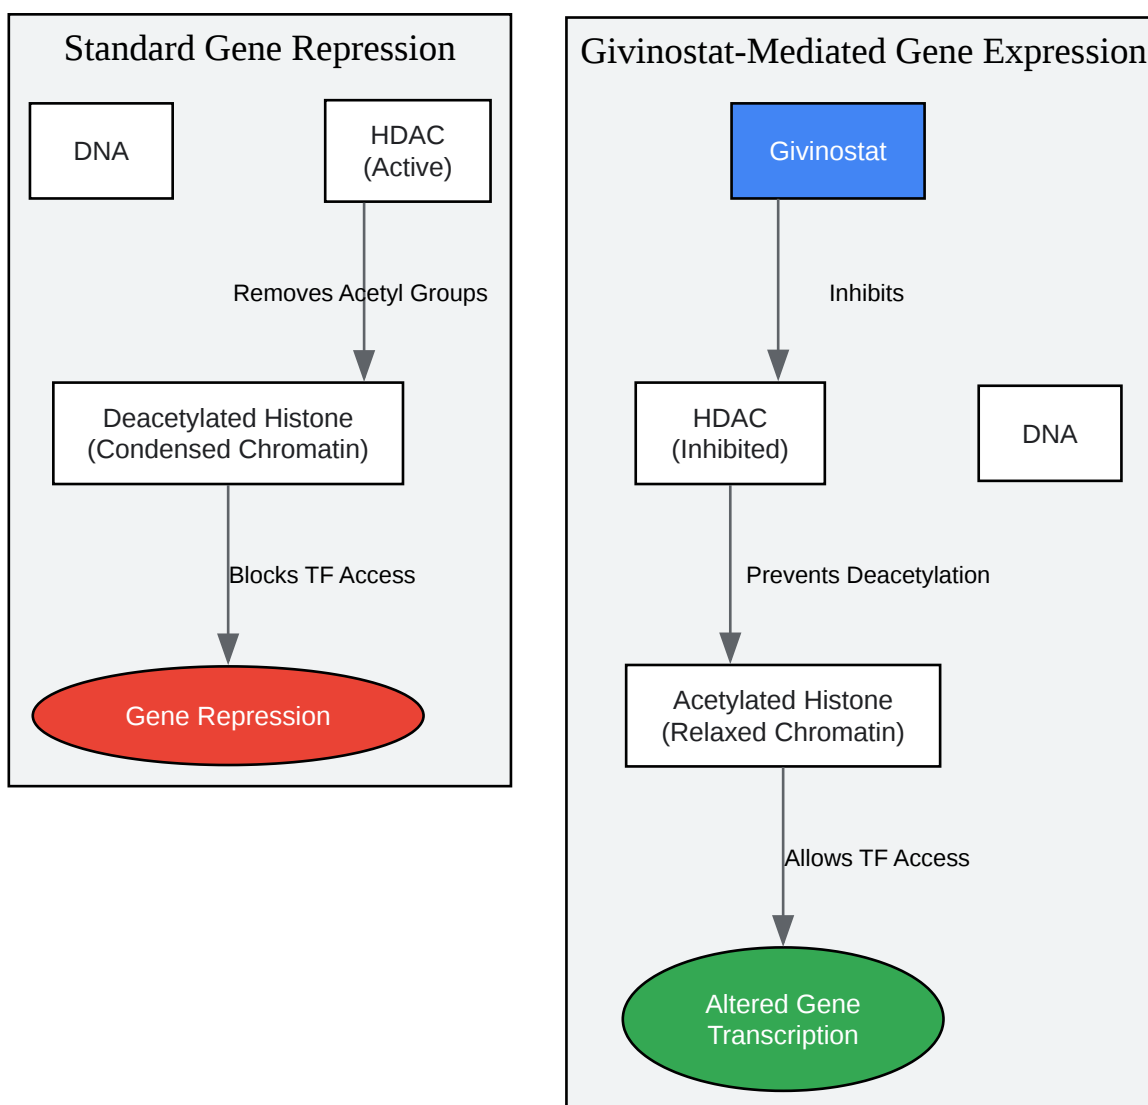 Standard Gene Repression
DNA
HDAC
(Active)
Removes Acetyl Groups
Deacetylated Histone
(Condensed Chromatin)
Blocks TF Access
Gene Repression
Givinostat-Mediated Gene Expression
Givinostat
Inhibits
HDAC
(Inhibited)
DNA
Prevents Deacetylation
Acetylated Histone
(Relaxed Chromatin)
Allows TF Access
Altered Gene
Transcription